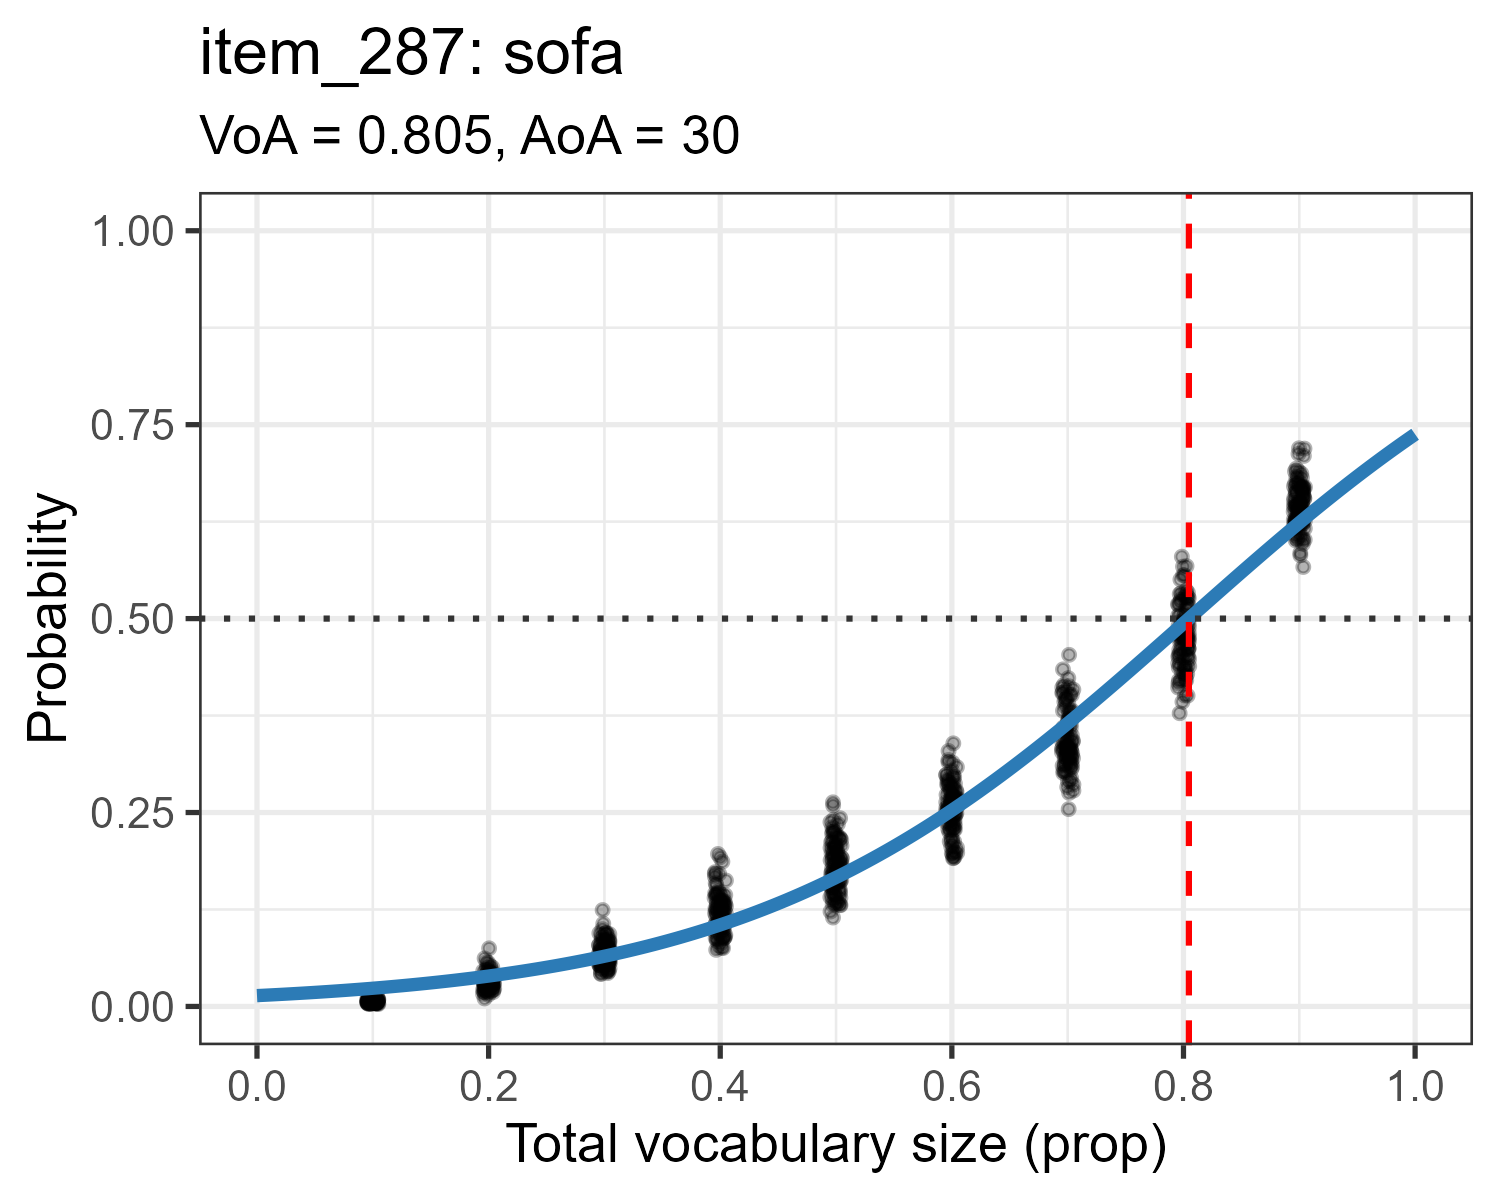 item_287: sofa
VoA = 0.805, AoA = 30
1.00
0.75
0.50
0.25
0.00
Probability
0.0 0.2 0.4 0.6 0.8 1.0
Total vocabulary size (prop)